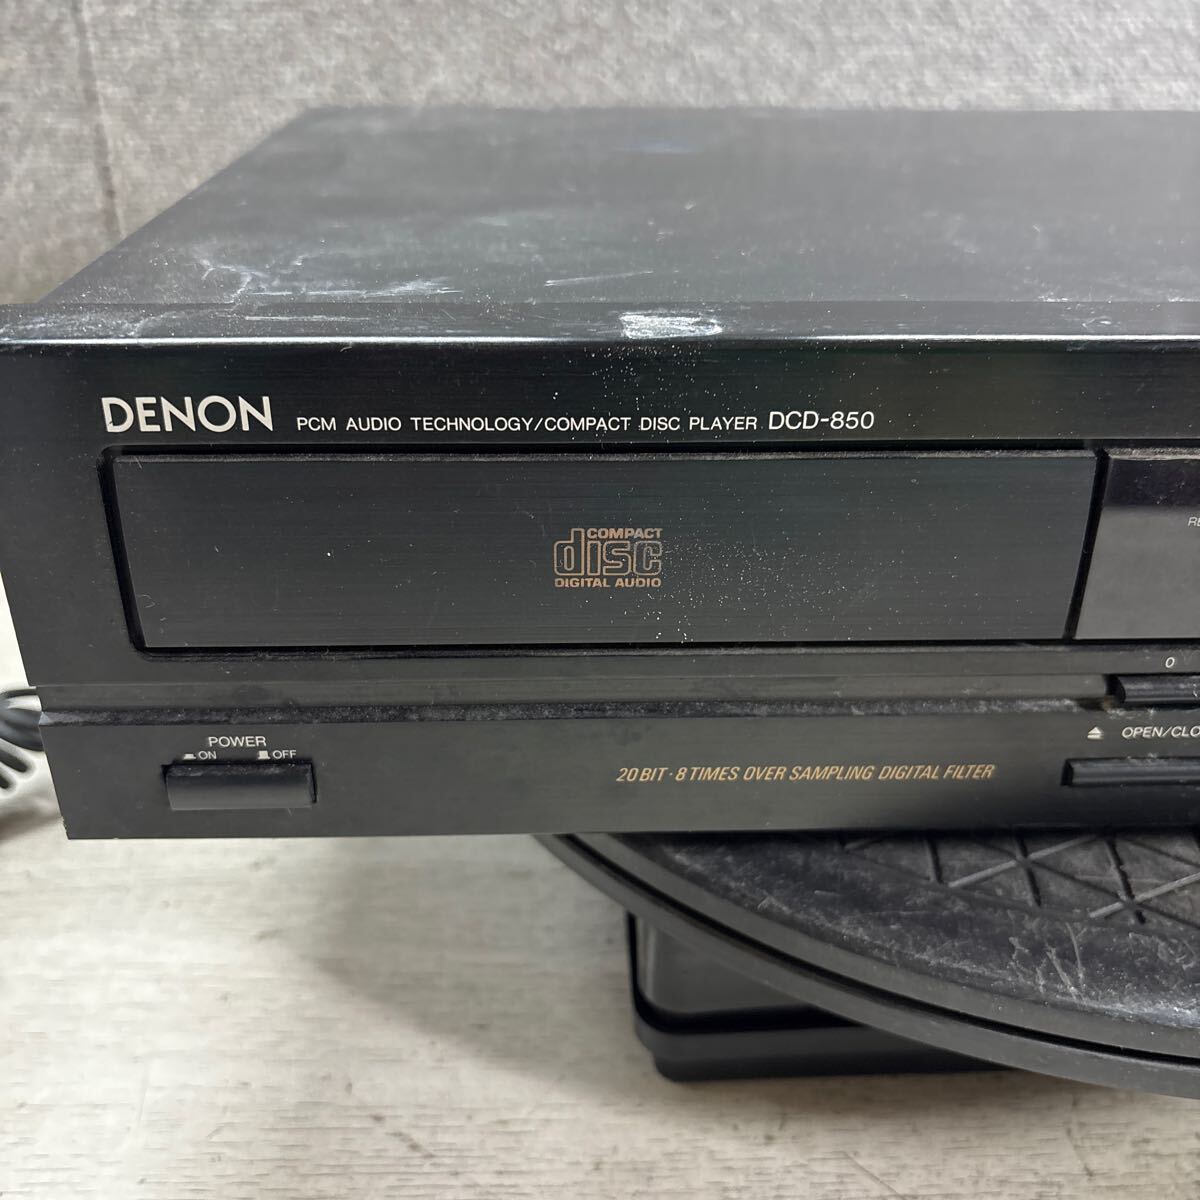 DENON PCM AUDIO TECHNOLOGY/COMPACT DISC PLAYER DCD-850
COMPACT
disc
DIGITAL AUDIO
0
POWER
ON OFF
OPEN/CLO
20 BIT · 8 TIMES OVER SAMPLING DIGITAL FILTER